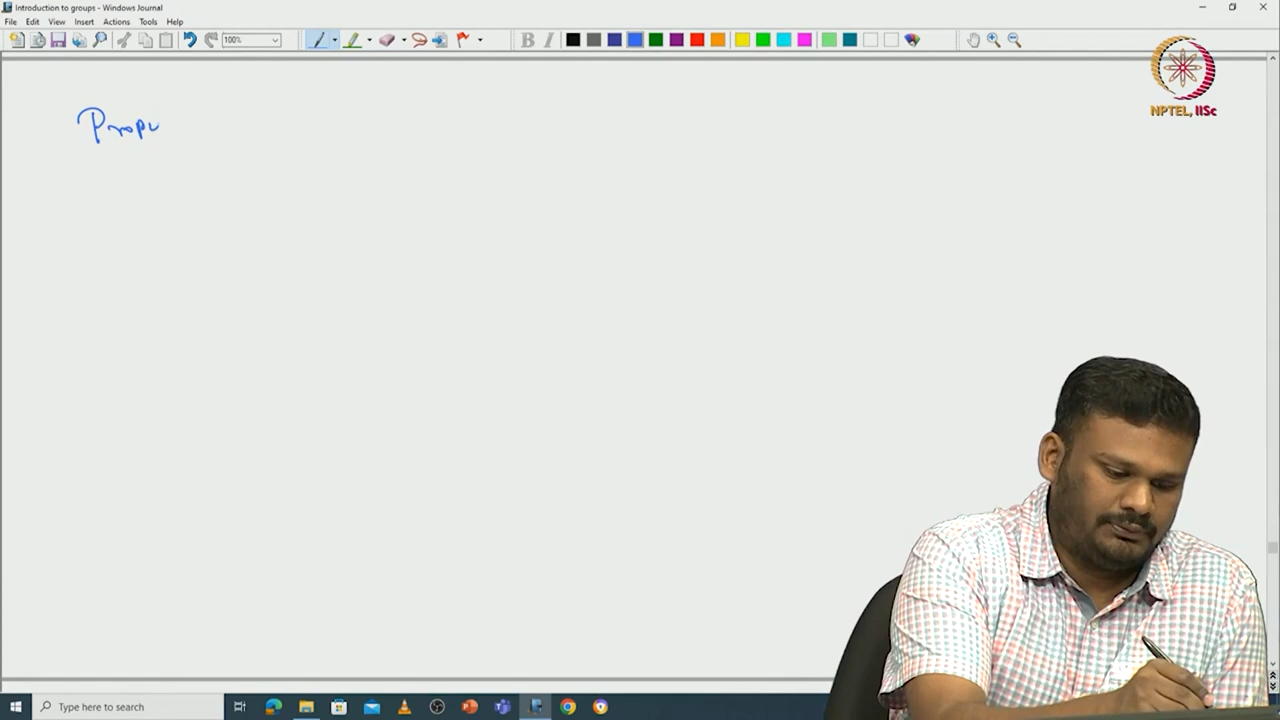 Introduction to groups - Windows Journal
File Edit View Insert Actions Tools Help
100%
B I
NPTEL, IISc
Prope
Type here to search